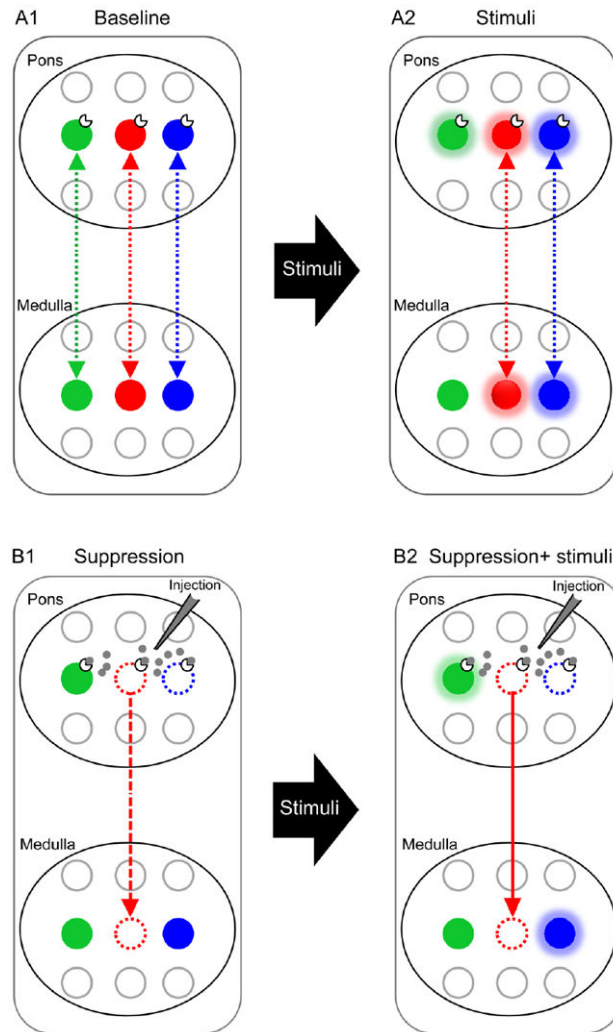 A1 Baseline
Pons
Medulla
Stimuli
A2 Stimuli
Pons
Medulla
B1 Suppression
Injection
Pons
Medulla
Stimuli
B2 Suppression+ stimuli
Injection
Pons
Medulla